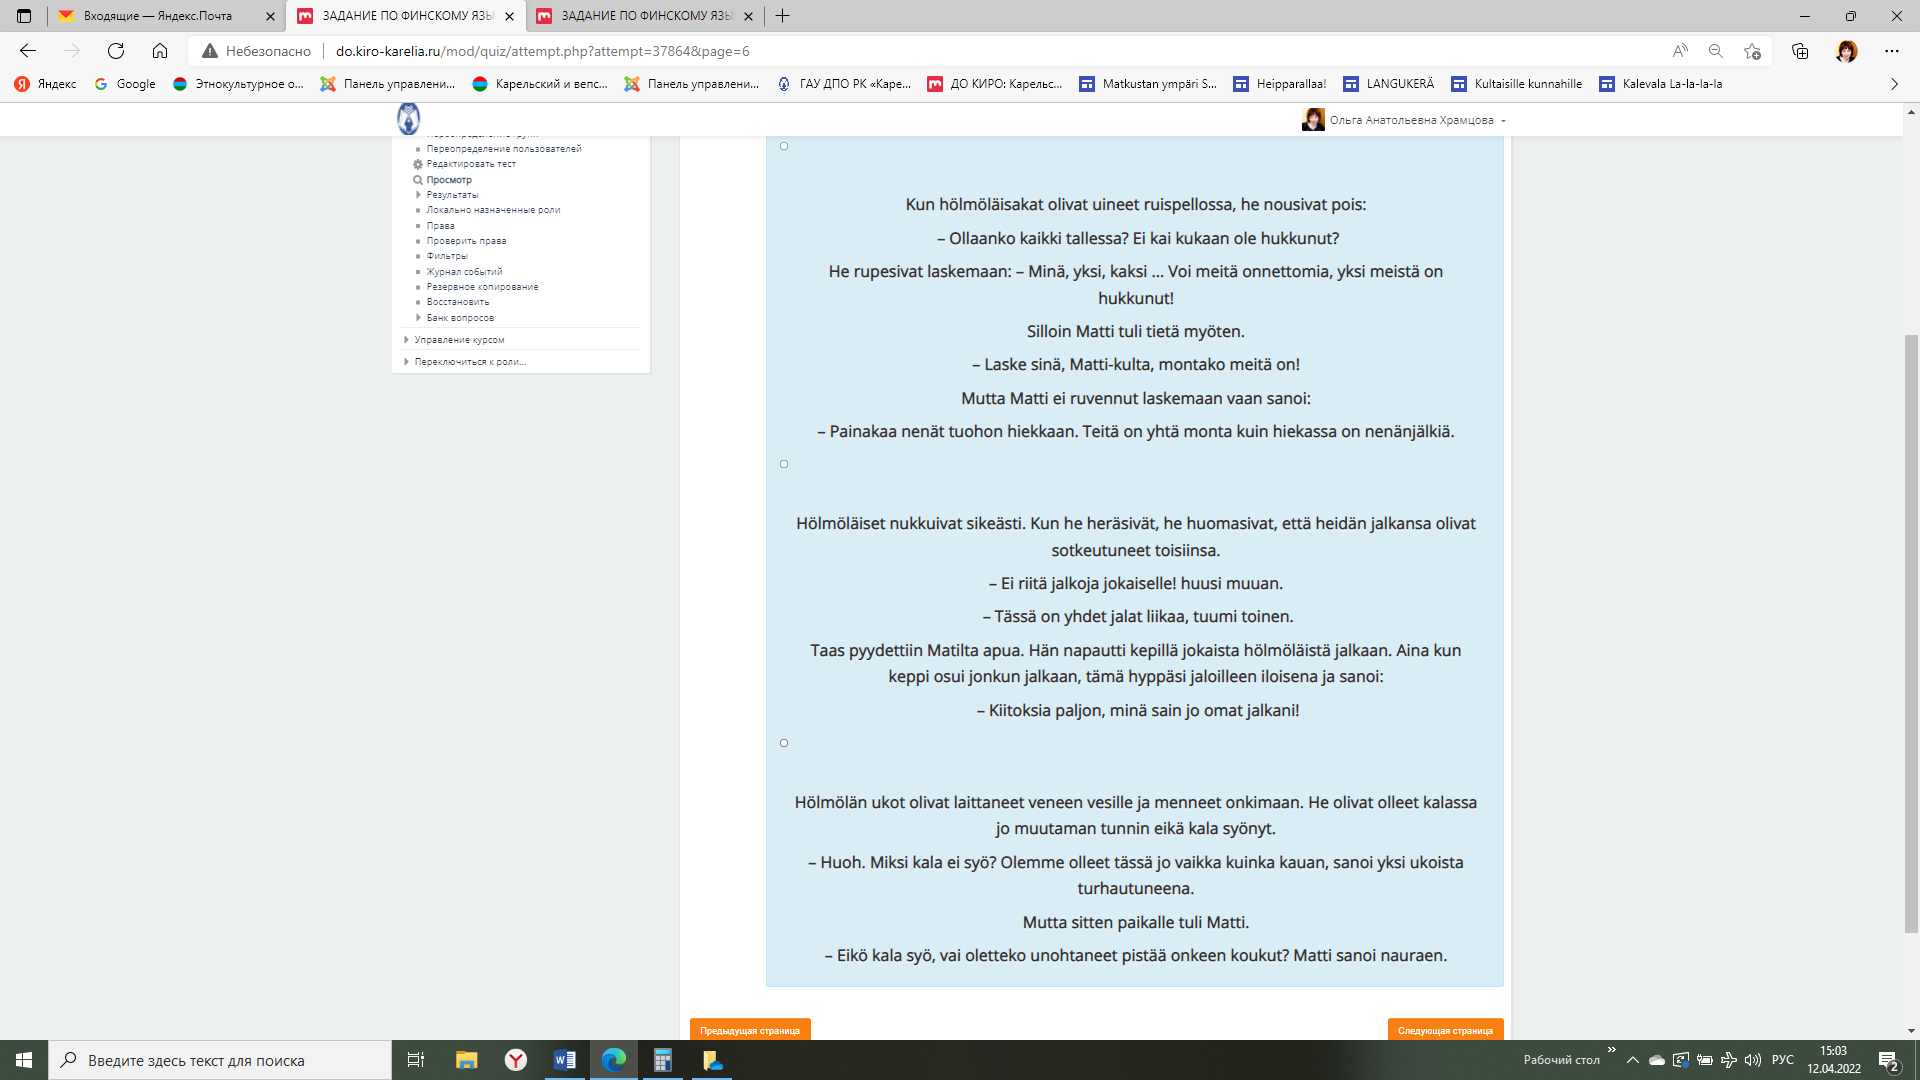 Входящие — Яндекс.Почта
ЗАДАНИЕ ПО ФИНСКОМУ ЯЗЫ
ЗАДАНИЕ ПО ФИНСКОМУ ЯЗЫ
Небезопасно
do.kiro-karelia.ru/mod/quiz/attempt.php?attempt=37864&page=6
Яндекс
Google
Этнокультурное о...
Панель управлени...
Карельский и вепс...
Панель управлени...
ГАУ ДПО РК «Каре...
ДО КИРО: Карельс...
Matkustan ympäri S...
Heipparallaa!
LANGUKERÄ
Kultaisille kunnahille
Kalevala La-la-la-la
Ольга Анатольевна Храмцова
Переопределение групп
Переопределение пользователей
Редактировать тест
Просмотр
Результаты
Локально назначенные роли
Права
Проверить права
Фильтры
Журнал событий
Резервное копирование
Восстановить
Банк вопросов
Управление курсом
Переключиться к роли...
Kun hölmöläisakat olivat uineet ruispellossa, he nousivat pois:
– Ollaanko kaikki tallessa? Ei kai kukaan ole hukkunut?
He rupesivat laskemaan: – Minä, yksi, kaksi ... Voi meitä onnettomia, yksi meistä on
hukkunut!
Silloin Matti tuli tietä myöten.
– Laske sinä, Matti-kulta, montako meitä on!
Mutta Matti ei ruvennut laskemaan vaan sanoi:
– Painakaa nenät tuohon hiekkaan. Teitä on yhtä monta kuin hiekassa on nenänjälkiä.
Hölmöläiset nukkuivat sikeästi. Kun he heräsivät, he huomasivat, että heidän jalkansa olivat
sotkeutuneet toisiinsa.
– Ei riitä jalkoja jokaiselle! huusi muuan.
– Tässä on yhdet jalat liikaa, tuumi toinen.
Taas pyydettiin Matilta apua. Hän napautti kepillä jokaista hölmöläistä jalkaan. Aina kun
keppi osui jonkun jalkaan, tämä hyppäsi jaloilleen iloisena ja sanoi:
– Kiitoksia paljon, minä sain jo omat jalkani!
Hölmölän ukot olivat laittaneet veneen vesille ja menneet onkimaan. He olivat olleet kalassa
jo muutaman tunnin eikä kala syönyt.
– Huoh. Miksi kala ei syö? Olemme olleet tässä jo vaikka kuinka kauan, sanoi yksi ukoista
turhautuneena.
Mutta sitten paikalle tuli Matti.
– Eikö kala syö, vai oletteko unohtaneet pistää onkeen koukut? Matti sanoi nauraen.
Предыдущая страница
Следующая страница
Введите здесь текст для поиска
Рабочий стол
РУС
15:03
12.04.2022
2